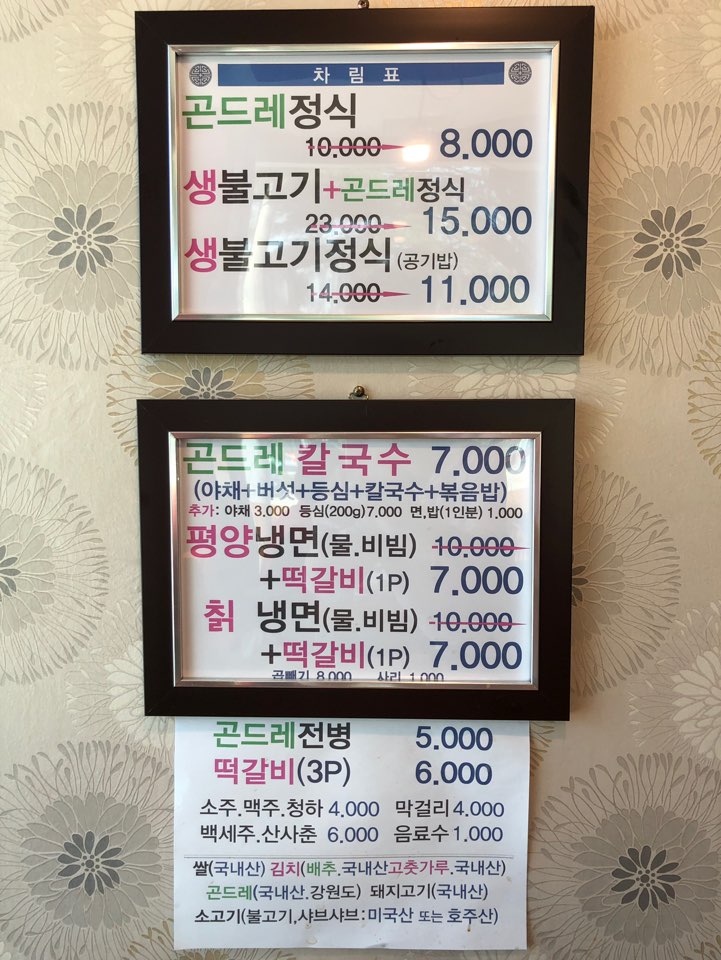 차 림 표
곤드레정식
10.000 8.000
생불고기+곤드레정식
23.000 15.000
생불고기정식(공기밥)
14.000 11.000
곤드레 칼국수 7.000
(야채+버섯+등심+칼국수+볶음밥)
추가: 야채 3,000 등심(200g)7,000 면,밥(1인분) 1,000
평양냉면(물.비빔) 10.000
+떡갈비(1P) 7.000
칡 냉면(물.비빔) 10.000
+떡갈비(1P) 7.000
곱빼기 8,000 사리 1,000
곤드레전병 5.000
떡갈비(3P) 6.000
소주.맥주.청하 4.000 막걸리 4.000
백세주.산사춘 6.000 음료수 1.000
쌀(국내산) 김치(배추.국내산고춧가루.국내산)
곤드레(국내산.강원도) 돼지고기(국내산)
소고기(불고기,샤브샤브:미국산 또는 호주산)